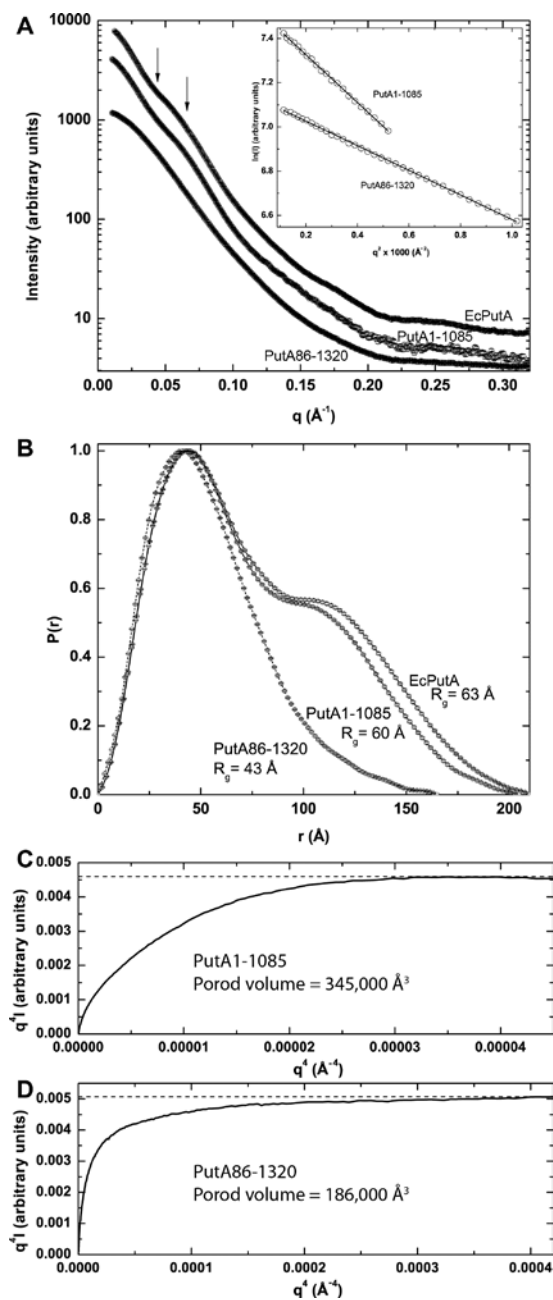 A
Intensity (arbitrary units)
10000
1000
100
10
0.00 0.05 0.10 0.15 0.20 0.25 0.30
q (Å⁻¹)
EcPutA
PutA1-1085
PutA86-1320
ln(I) (arbitrary units)
7.4
7.2
7.0
6.8
6.6
PutA1-1085
PutA86-1320
0.2 0.4 0.6 0.8 1.0
q² x 1000 (Å⁻²)
B
P(r)
1.0
0.8
0.6
0.4
0.2
0.0
EcPutA
Rg = 63 Å
PutA1-1085
Rg = 60 Å
PutA86-1320
Rg = 43 Å
0 50 100 150 200
r (Å)
C
q⁴I (arbitrary units)
0.005
0.004
0.003
0.002
0.001
0.000
PutA1-1085
Porod volume = 345,000 Å³
0.00000 0.00001 0.00002 0.00003 0.00004
q⁴ (Å⁻⁴)
D
q⁴I (arbitrary units)
0.005
0.004
0.003
0.002
0.001
0.000
PutA86-1320
Porod volume = 186,000 Å³
0.0000 0.0001 0.0002 0.0003 0.0004
q⁴ (Å⁻⁴)